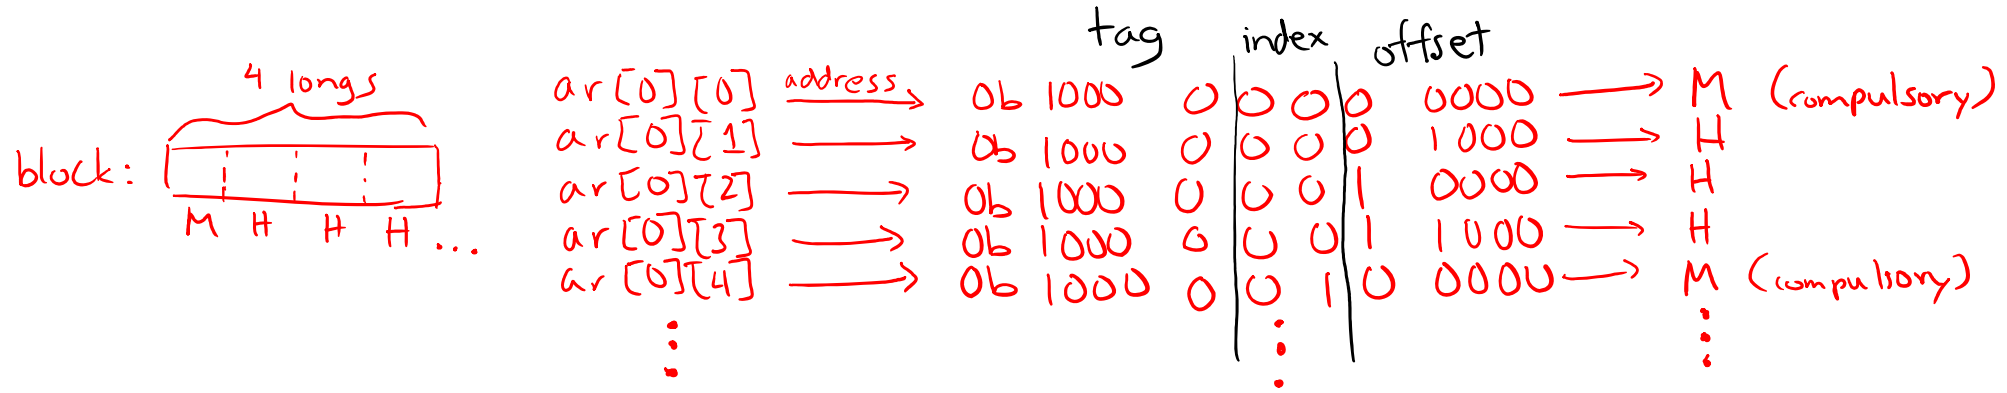 tag index offset
4 longs
block:
M H H H ...
ar[0][0] address 0b 1000 0 0 0 0 0000 M (compulsory)
ar[0][1] 0b 1000 0 0 0 0 1000 H
ar[0][2] 0b 1000 0 0 0 1 0000 H
ar[0][3] 0b 1000 0 0 0 1 1000 H
ar[0][4] 0b 1000 0 0 1 0 0000 M (compulsory)